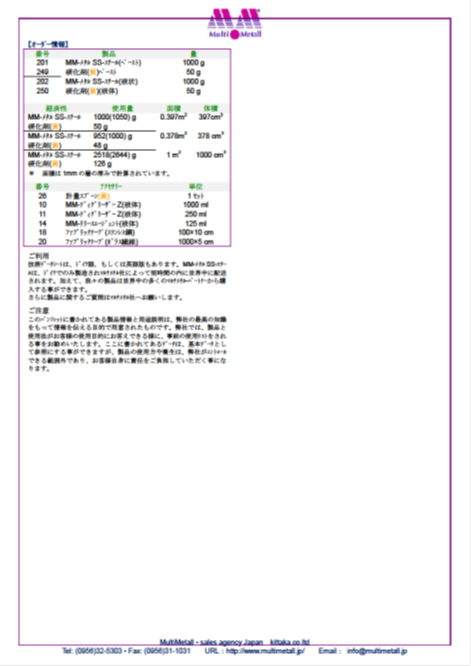 MM
MultiMetall
【オーダー情報】
番号 製品 量
201 MM-メタル SS-スチール(ペースト) 1000 g
249 硬化剤(黄)ペースト 50 g
202 MM-メタル SS-スチール(液状) 1000 g
250 硬化剤(黄)(液体) 50 g
経済性 使用量 面積 体積
MM-メタル SS-スチール 1000(1050) g 0.397m² 397cm³
硬化剤(黄) 50 g
MM-メタル SS-スチール 952(1000) g 0.378m² 378 cm³
硬化剤(黄) 48 g
MM-メタル SS-スチール 2518(2644) g 1 m² 1000 cm³
硬化剤(黄) 126 g
* 面積は 1mm の層の厚みで計算されています。
番号 アクセサリー 単位
26 計量スプーン(黄) 1セット
10 MM-ディグリーザーZ(液体) 1000 ml
11 MM-ディグリーザーZ(液体) 250 ml
14 MM-リリースエージェント(液体) 125 ml
18 ファブリックテープ(ステンレス鋼) 100×10 cm
20 ファブリックテープ(ガラス繊維) 1000×5 cm
ご利用
技術データシートは、ドイツ語、もしくは英語版もあります。MM-メタル SS-スチー
ルは、ドイツでのみ製造されマルチメタル社によって短時間の内に世界中に配送
されます。加えて、我々の製品は世界中の多くのマルチメタルパートナーから購
入する事ができます。
さらに製品に関するご質問はマルチメタル社へお願いします。
ご注意
このパンフレットに書かれてある製品情報と用途説明は、弊社の最高の知識
をもって情報を伝える目的で用意されたものです。弊社では、製品と
使用法がお客様の使用目的にお答えできる様に、事前の使用テストをされ
る事をお勧めいたします。ここに書かれてあるデータは、基本データとし
て参照にする事ができますが、製品の使用方や養生は、弊社がコントロール
できる範囲外であり、お客様自身に責任をご負担していただく事にな
ります。
MultiMetall - sales agency Japan kittaka co.ltd
Tel: (0956)32-5303・Fax: (0956)31-1031 URL : http://www.multimetall.jp/ Email : info@multimetall.jp